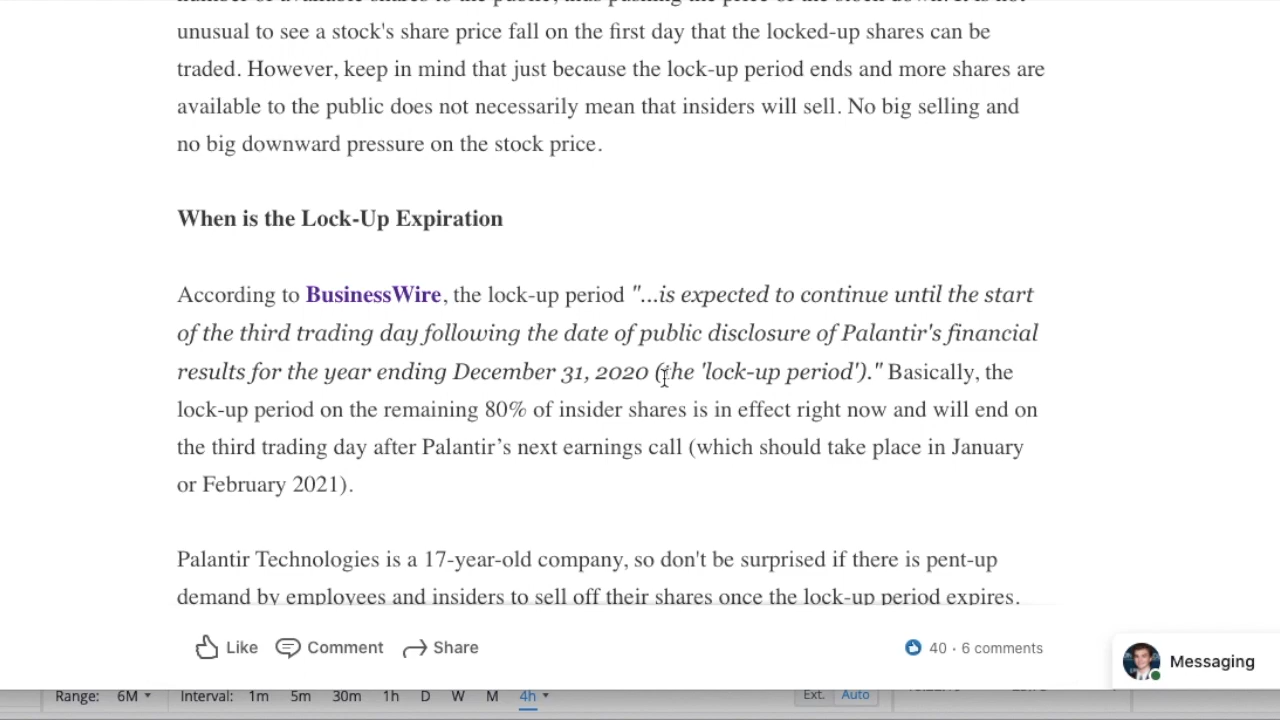 unusual to see a stock's share price fall on the first day that the locked-up shares can be
traded. However, keep in mind that just because the lock-up period ends and more shares are
available to the public does not necessarily mean that insiders will sell. No big selling and
no big downward pressure on the stock price.
When is the Lock-Up Expiration
According to BusinessWire, the lock-up period "...is expected to continue until the start
of the third trading day following the date of public disclosure of Palantir's financial
results for the year ending December 31, 2020 (the 'lock-up period')." Basically, the
lock-up period on the remaining 80% of insider shares is in effect right now and will end on
the third trading day after Palantir’s next earnings call (which should take place in January
or February 2021).
Palantir Technologies is a 17-year-old company, so don't be surprised if there is pent-up
demand by employees and insiders to sell off their shares once the lock-up period expires.
Like Comment Share 40 · 6 comments
Messaging
Range: 6M Interval: 1m 5m 30m 1h D W M 4h Ext. Auto